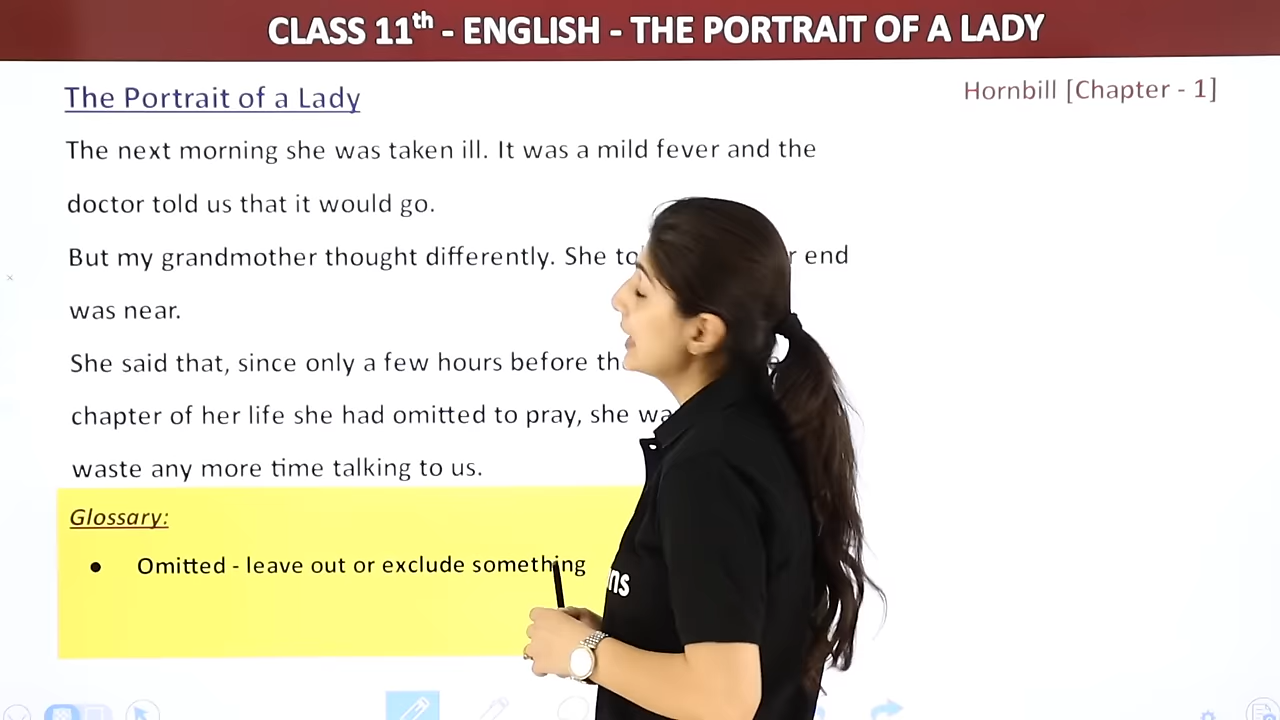 CLASS 11th - ENGLISH - THE PORTRAIT OF A LADY
The Portrait of a Lady
Hornbill [Chapter - 1]
The next morning she was taken ill. It was a mild fever and the
doctor told us that it would go.
But my grandmother thought differently. She end
was near.
She said that, since only a few hours before
chapter of her life she had omitted to pray, she
waste any more time talking to us.
Glossary:
● Omitted - leave out or exclude something